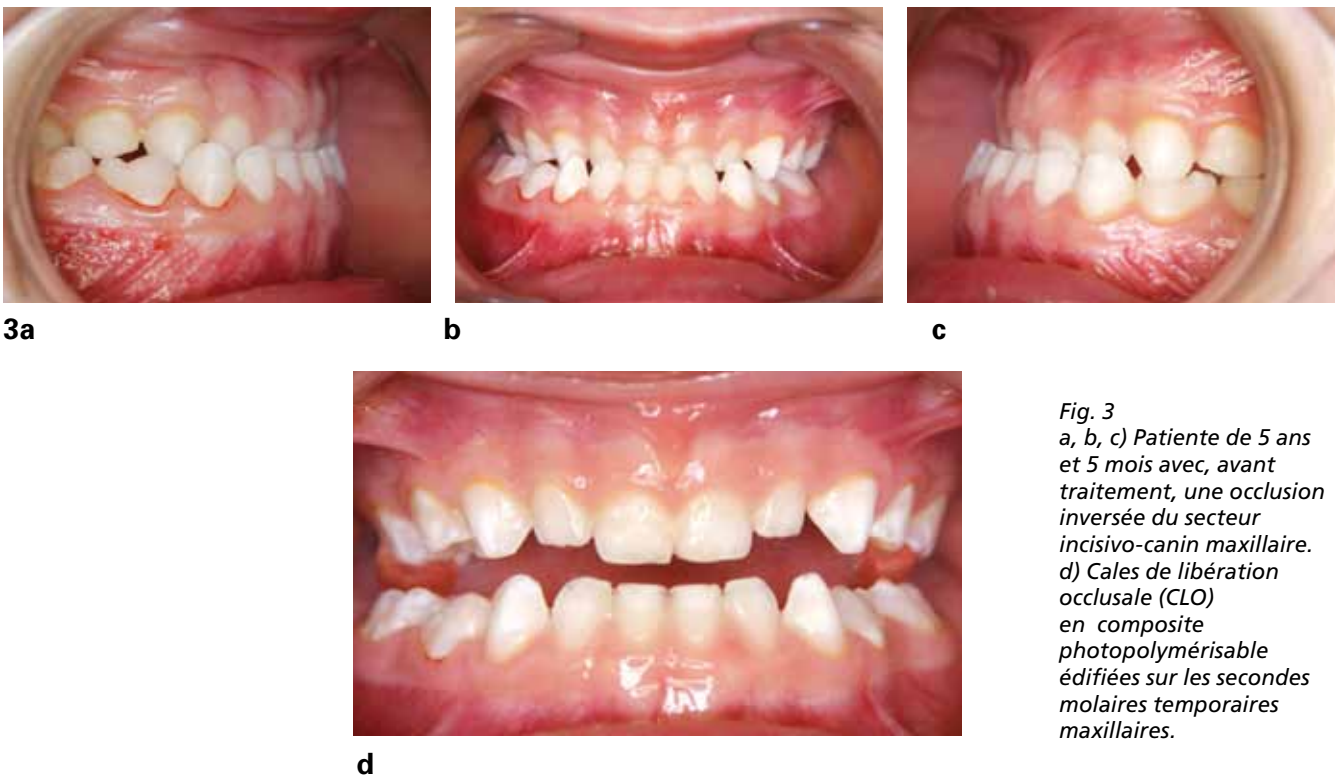 3a
b
c
d
Fig. 3
a, b, c) Patiente de 5 ans
et 5 mois avec, avant
traitement, une occlusion
inversée du secteur
incisivo-canin maxillaire.
d) Cales de libération
occlusale (CLO)
en composite
photopolymérisable
édifiées sur les secondes
molaires temporaires
maxillaires.